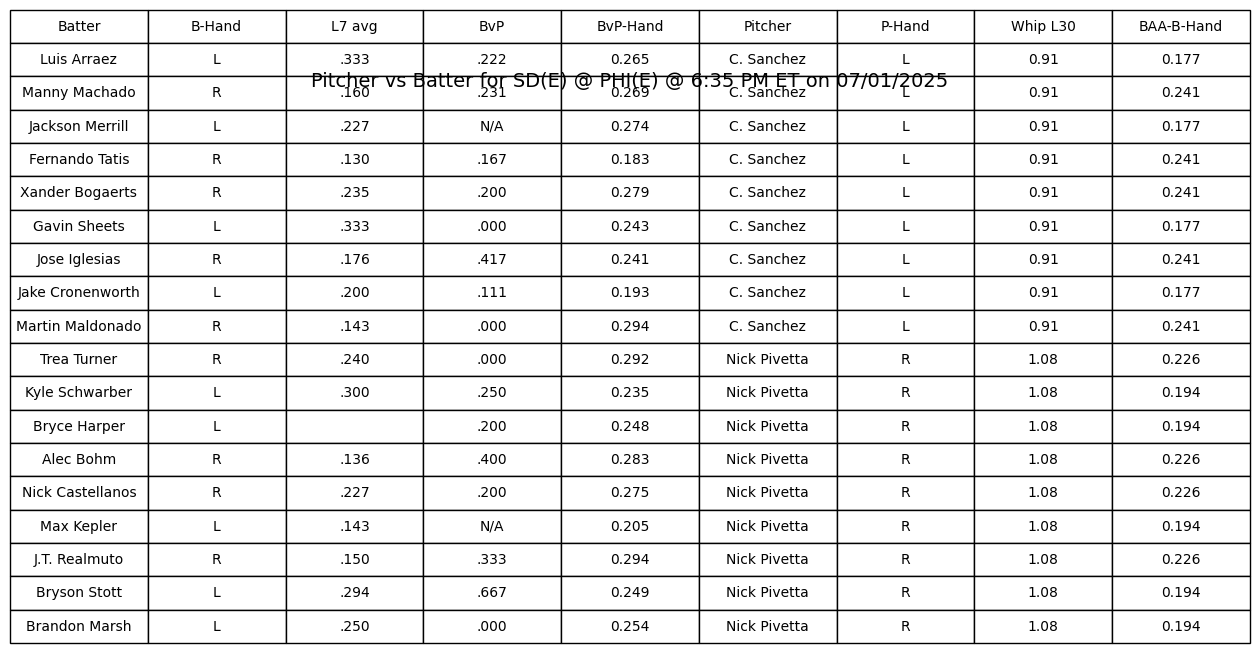 Batter B-Hand L7 avg BvP BvP-Hand Pitcher P-Hand Whip L30 BAA-B-Hand
Luis Arraez L .333 .222 0.265 C. Sanchez L 0.91 0.177
Pitcher vs Batter for SD(E) @ PHI(E) @ 6:35 PM ET on 07/01/2025
Manny Machado R .160 .231 0.269 C. Sanchez L 0.91 0.241
Jackson Merrill L .227 N/A 0.274 C. Sanchez L 0.91 0.177
Fernando Tatis R .130 .167 0.183 C. Sanchez L 0.91 0.241
Xander Bogaerts R .235 .200 0.279 C. Sanchez L 0.91 0.241
Gavin Sheets L .333 .000 0.243 C. Sanchez L 0.91 0.177
Jose Iglesias R .176 .417 0.241 C. Sanchez L 0.91 0.241
Jake Cronenworth L .200 .111 0.193 C. Sanchez L 0.91 0.177
Martin Maldonado R .143 .000 0.294 C. Sanchez L 0.91 0.241
Trea Turner R .240 .000 0.292 Nick Pivetta R 1.08 0.226
Kyle Schwarber L .300 .250 0.235 Nick Pivetta R 1.08 0.194
Bryce Harper L .200 0.248 Nick Pivetta R 1.08 0.194
Alec Bohm R .136 .400 0.283 Nick Pivetta R 1.08 0.226
Nick Castellanos R .227 .200 0.275 Nick Pivetta R 1.08 0.226
Max Kepler L .143 N/A 0.205 Nick Pivetta R 1.08 0.194
J.T. Realmuto R .150 .333 0.294 Nick Pivetta R 1.08 0.226
Bryson Stott L .294 .667 0.249 Nick Pivetta R 1.08 0.194
Brandon Marsh L .250 .000 0.254 Nick Pivetta R 1.08 0.194